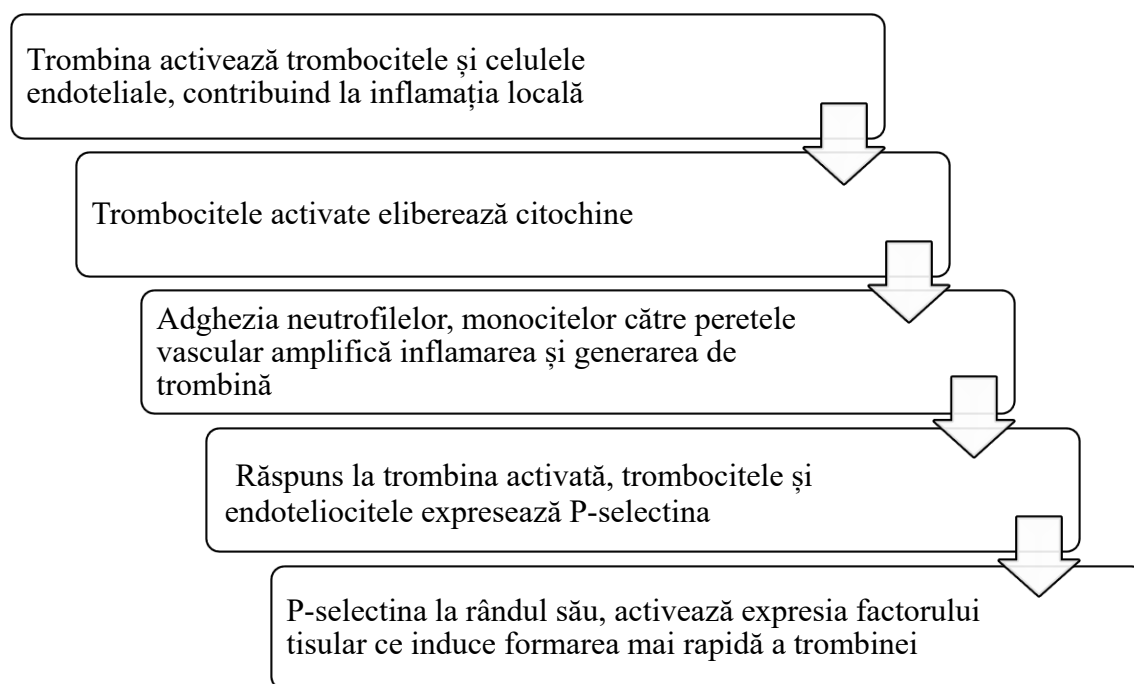 Trombina activează trombocitele și celulele
endoteliale, contribuind la inflamația locală
Trombocitele activate eliberează citochine
Adghezia neutrofilelor, monocitelor către peretele
vascular amplifică inflamarea și generarea de
trombină
Răspuns la trombina activată, trombocitele și
endoteliocitele expresează P-selectina
P-selectina la rândul său, activează expresia factorului
tisular ce induce formarea mai rapidă a trombinei